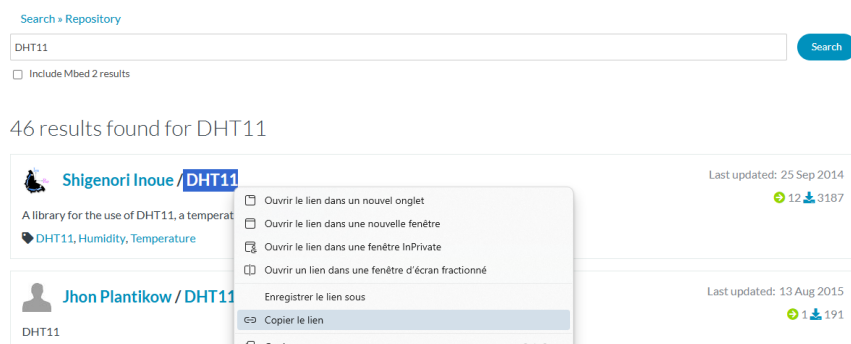 Search » Repository
DHT11
Search
Include Mbed 2 results
46 results found for DHT11
Shigenori Inoue / DHT11
Last updated: 25 Sep 2014
12 3187
A library for the use of DHT11, a temperat
DHT11, Humidity, Temperature
Ouvrir le lien dans un nouvel onglet
Ouvrir le lien dans une nouvelle fenêtre
Ouvrir le lien dans une fenêtre InPrivate
Ouvrir un lien dans une fenêtre d'écran fractionné
Enregistrer le lien sous
Copier le lien
Jhon Plantikow / DHT11
Last updated: 13 Aug 2015
1 191
DHT11